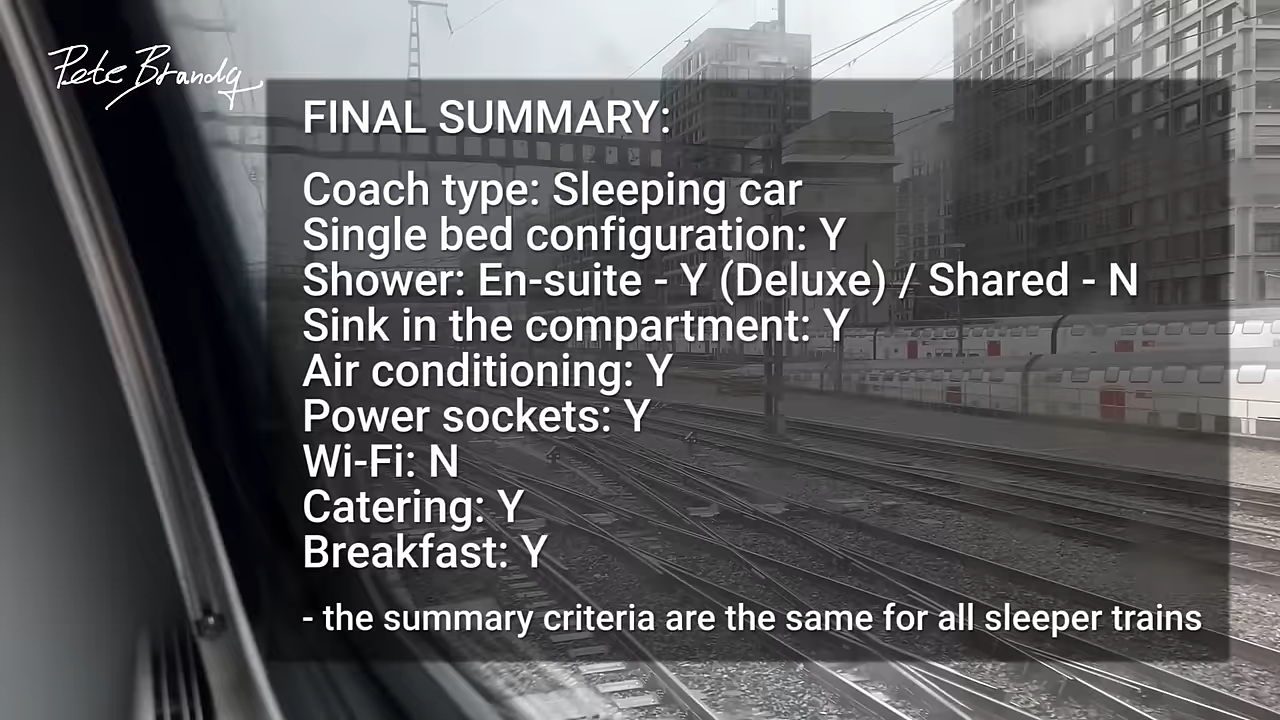 Pete Brandy
FINAL SUMMARY:
Coach type: Sleeping car
Single bed configuration: Y
Shower: En-suite - Y (Deluxe) / Shared - N
Sink in the compartment: Y
Air conditioning: Y
Power sockets: Y
Wi-Fi: N
Catering: Y
Breakfast: Y
- the summary criteria are the same for all sleeper trains